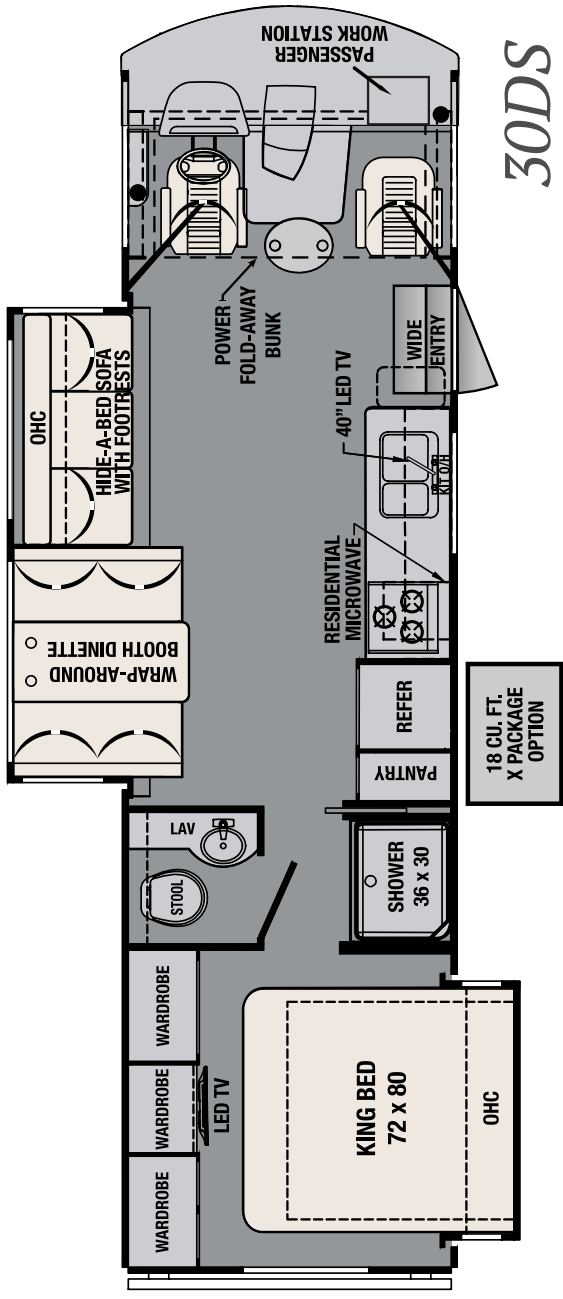 30DS
PASSENGER
WORK STATION
POWER
FOLD-AWAY
BUNK
OHC
HIDE-A-BED SOFA
WITH FOOTRESTS
WIDE
ENTRY
40" LED TV
KIT O/H
RESIDENTIAL
MICROWAVE
WRAP-AROUND
BOOTH DINETTE
REFER
PANTRY
18 CU. FT.
X PACKAGE
OPTION
LAV
STOOL
SHOWER
36 x 30
WARDROBE
WARDROBE
WARDROBE
LED TV
KING BED
72 x 80
OHC